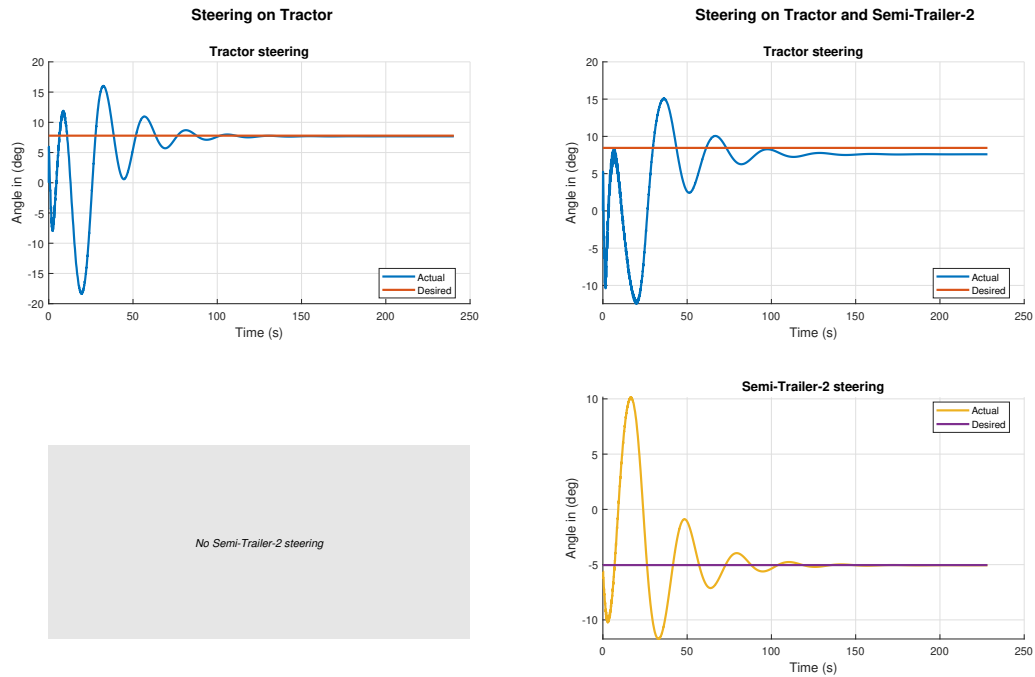 Steering on Tractor
Steering on Tractor and Semi-Trailer-2
Tractor steering
20
15
10
5
0
-5
-10
-15
-20
Angle in (deg)
0
50
100
150
200
250
Time (s)
Actual
Desired
Tractor steering
20
15
10
5
0
-5
-10
Angle in (deg)
0
50
100
150
200
250
Time (s)
Actual
Desired
No Semi-Trailer-2 steering
Semi-Trailer-2 steering
10
5
0
-5
-10
Angle in (deg)
0
50
100
150
200
250
Time (s)
Actual
Desired